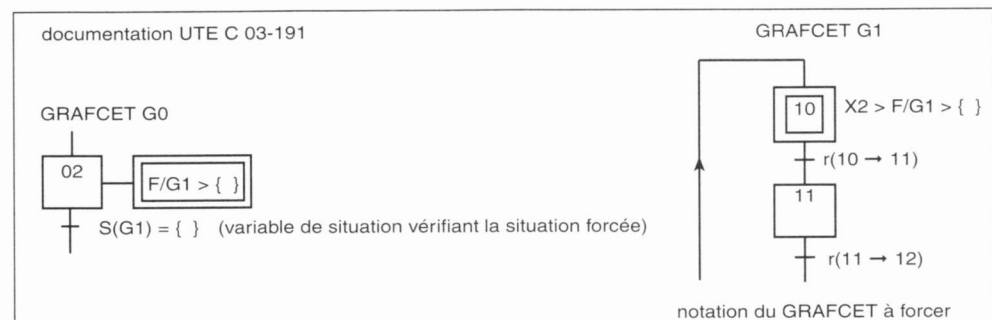 documentation UTE C 03-191
GRAFCET G0
02
F/G1 > { }
S(G1) = { } (variable de situation vérifiant la situation forcée)
GRAFCET G1
10
X2 > F/G1 > { }
r(10 → 11)
11
r(11 → 12)
notation du GRAFCET à forcer